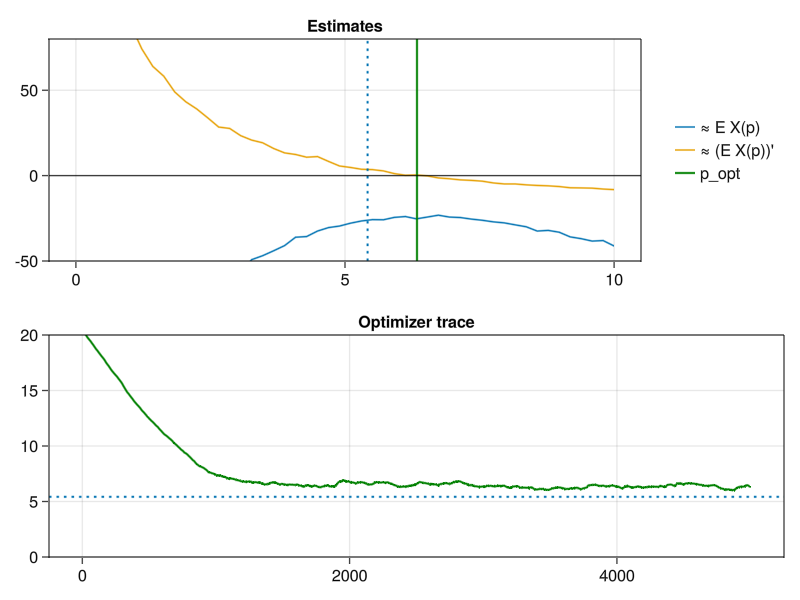 Estimates
50
0
-50
0 5 10
≈ E X(p)
≈ (E X(p))'
p_opt
Optimizer trace
20
15
10
5
0
0 2000 4000